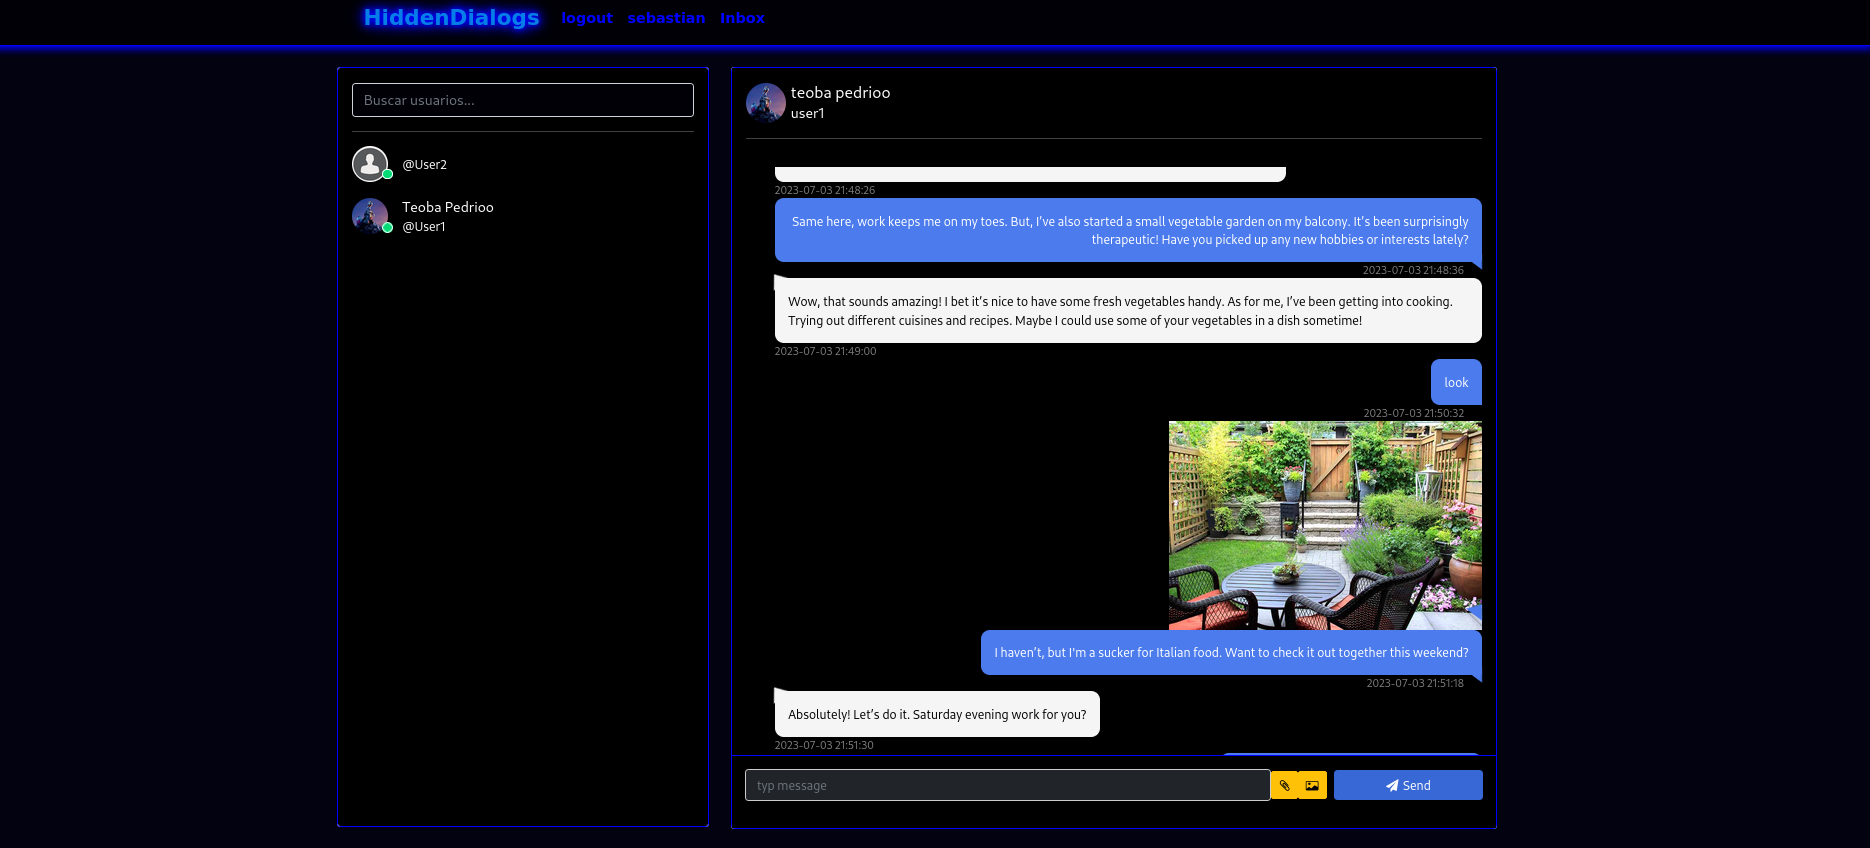 HiddenDialogs logout sebastian Inbox
Buscar usuarios...
@User2
Teoba Pedrioo
@User1
teoba pedrioo
user1
2023-07-03 21:48:26
Same here, work keeps me on my toes. But, I've also started a small vegetable garden on my balcony. It's been surprisingly
therapeutic! Have you picked up any new hobbies or interests lately?
2023-07-03 21:48:36
Wow, that sounds amazing! I bet it's nice to have some fresh vegetables handy. As for me, I've been getting into cooking.
Trying out different cuisines and recipes. Maybe I could use some of your vegetables in a dish sometime!
2023-07-03 21:49:00
look
2023-07-03 21:50:32
I haven't, but I'm a sucker for Italian food. Want to check it out together this weekend?
2023-07-03 21:51:18
Absolutely! Let's do it. Saturday evening work for you?
2023-07-03 21:51:30
typ message
Send